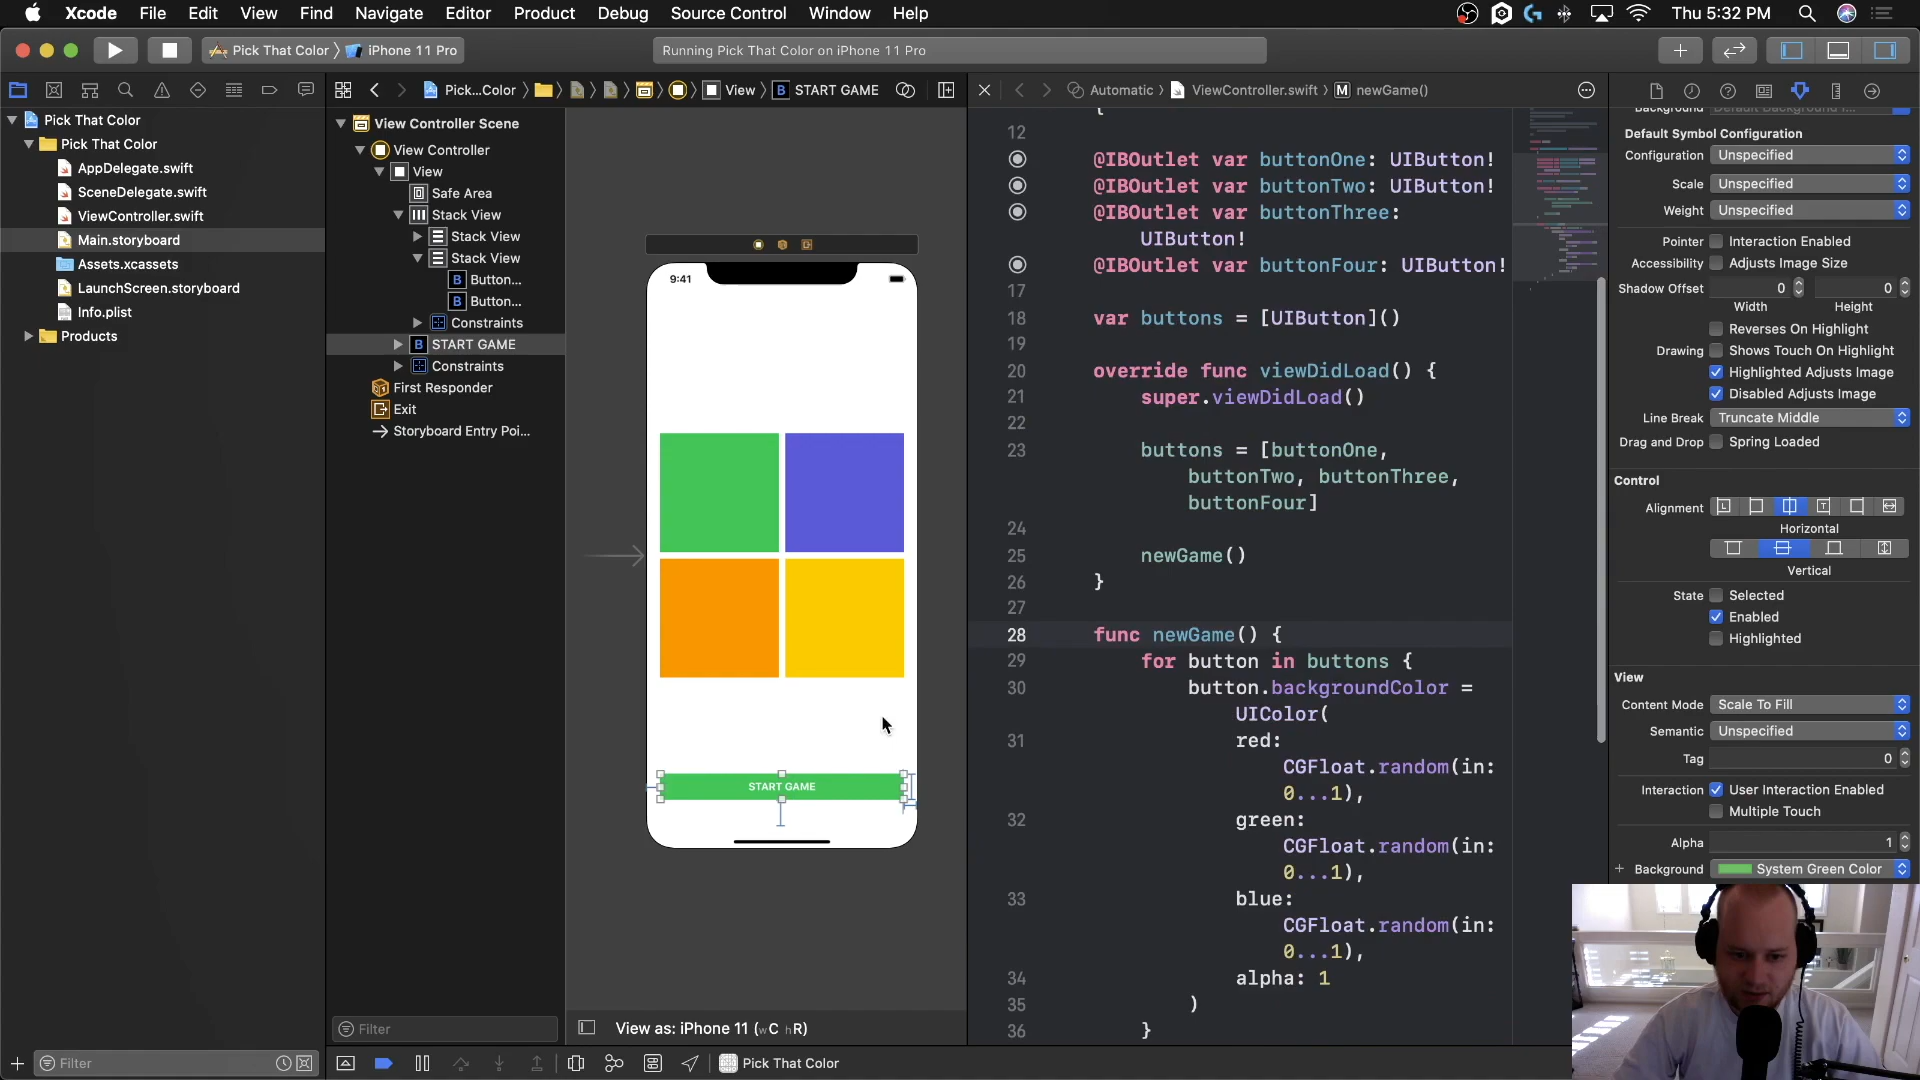 Xcode File Edit View Find Navigate Editor Product Debug Source Control Window Help
Thu 5:32 PM
Pick That Color 〉 iPhone 11 Pro
Running Pick That Color on iPhone 11 Pro
Pick That Color
Pick That Color
AppDelegate.swift
SceneDelegate.swift
ViewController.swift
Main.storyboard
Assets.xcassets
LaunchScreen.storyboard
Info.plist
Products
Filter
Pick...Color 〉 View 〉 B START GAME
View Controller Scene
View Controller
View
Safe Area
Stack View
Stack View
Stack View
B Button...
B Button...
Constraints
B START GAME
Constraints
First Responder
Exit
Storyboard Entry Poi...
Filter
9:41
START GAME
View as: iPhone 11 (wC hR)
Pick That Color
Automatic 〉 ViewController.swift 〉 M newGame()
{
12
@IBOutlet var buttonOne: UIButton!
@IBOutlet var buttonTwo: UIButton!
@IBOutlet var buttonThree:
UIButton!
@IBOutlet var buttonFour: UIButton!
17
18 var buttons = [UIButton]()
19
20 override func viewDidLoad() {
21 super.viewDidLoad()
22
23 buttons = [buttonOne,
buttonTwo, buttonThree,
buttonFour]
24
25 newGame()
26 }
27
28 func newGame() {
29 for button in buttons {
30 button.backgroundColor =
UIColor(
31 red:
CGFloat.random(in:
0...1),
32 green:
CGFloat.random(in:
0...1),
33 blue:
CGFloat.random(in:
0...1),
34 alpha: 1
35 )
36 }
Default Symbol Configuration
Configuration Unspecified
Scale Unspecified
Weight Unspecified
Pointer Interaction Enabled
Accessibility Adjusts Image Size
Shadow Offset 0 0
Width Height
Reverses On Highlight
Drawing Shows Touch On Highlight
Highlighted Adjusts Image
Disabled Adjusts Image
Line Break Truncate Middle
Drag and Drop Spring Loaded
Control
Alignment
Horizontal
Vertical
State Selected
Enabled
Highlighted
View
Content Mode Scale To Fill
Semantic Unspecified
Tag 0
Interaction User Interaction Enabled
Multiple Touch
Alpha 1
Background System Green Color